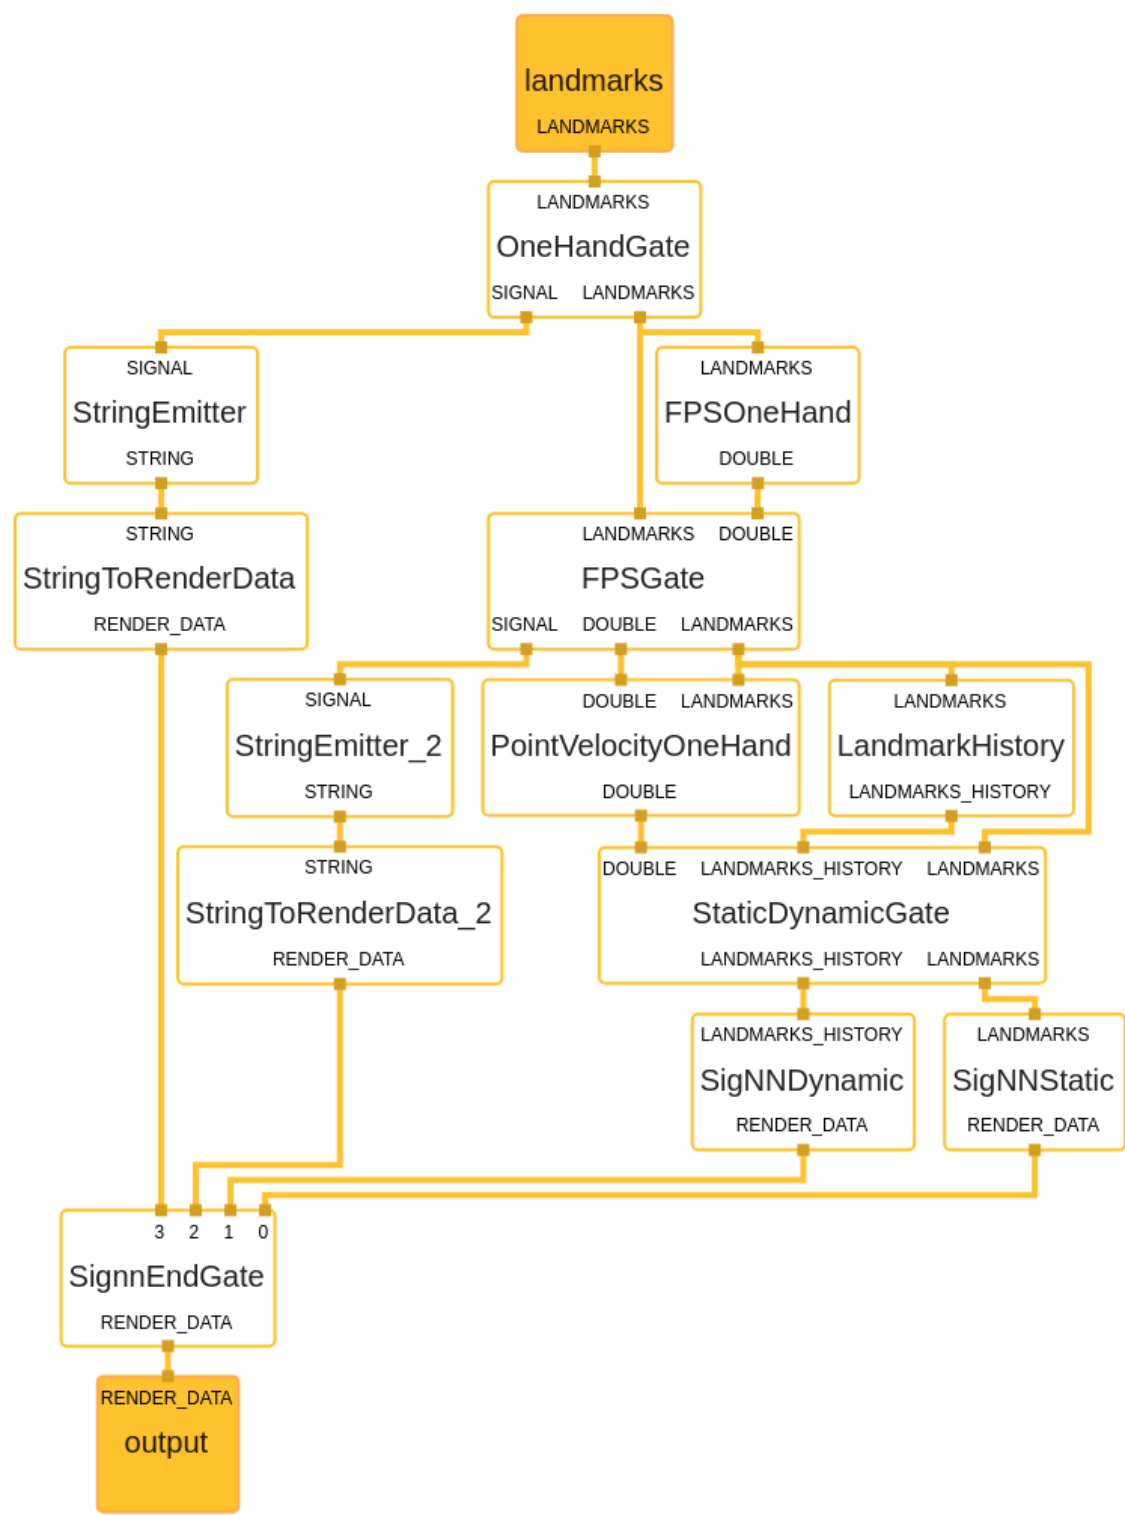 landmarks
LANDMARKS
LANDMARKS
OneHandGate
SIGNAL LANDMARKS
SIGNAL
StringEmitter
STRING
LANDMARKS
FPSOneHand
DOUBLE
STRING
StringToRenderData
RENDER_DATA
LANDMARKS DOUBLE
FPSGate
SIGNAL DOUBLE LANDMARKS
SIGNAL
StringEmitter_2
STRING
DOUBLE LANDMARKS
PointVelocityOneHand
DOUBLE
LANDMARKS
LandmarkHistory
LANDMARKS_HISTORY
STRING
StringToRenderData_2
RENDER_DATA
DOUBLE LANDMARKS_HISTORY LANDMARKS
StaticDynamicGate
LANDMARKS_HISTORY LANDMARKS
LANDMARKS_HISTORY
SigNNDynamic
RENDER_DATA
LANDMARKS
SigNNStatic
RENDER_DATA
3 2 1 0
SignnEndGate
RENDER_DATA
RENDER_DATA
output